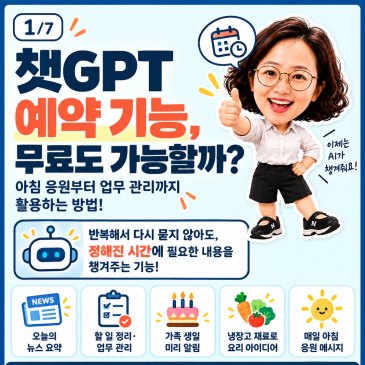 1/7
챗GPT
예약 기능,
무료도 가능할까?
아침 응원부터 업무 관리까지
활용하는 방법!
이제는
AI가
챙겨줘요!
반복해서 다시 묻지 않아도,
정해진 시간에 필요한 내용을
챙겨주는 기능!
NEWS
오늘의
뉴스 요약
할 일 정리·
업무 관리
가족 생일
미리 알림
냉장고 재료로
요리 아이디어
매일 아침
응원 메시지